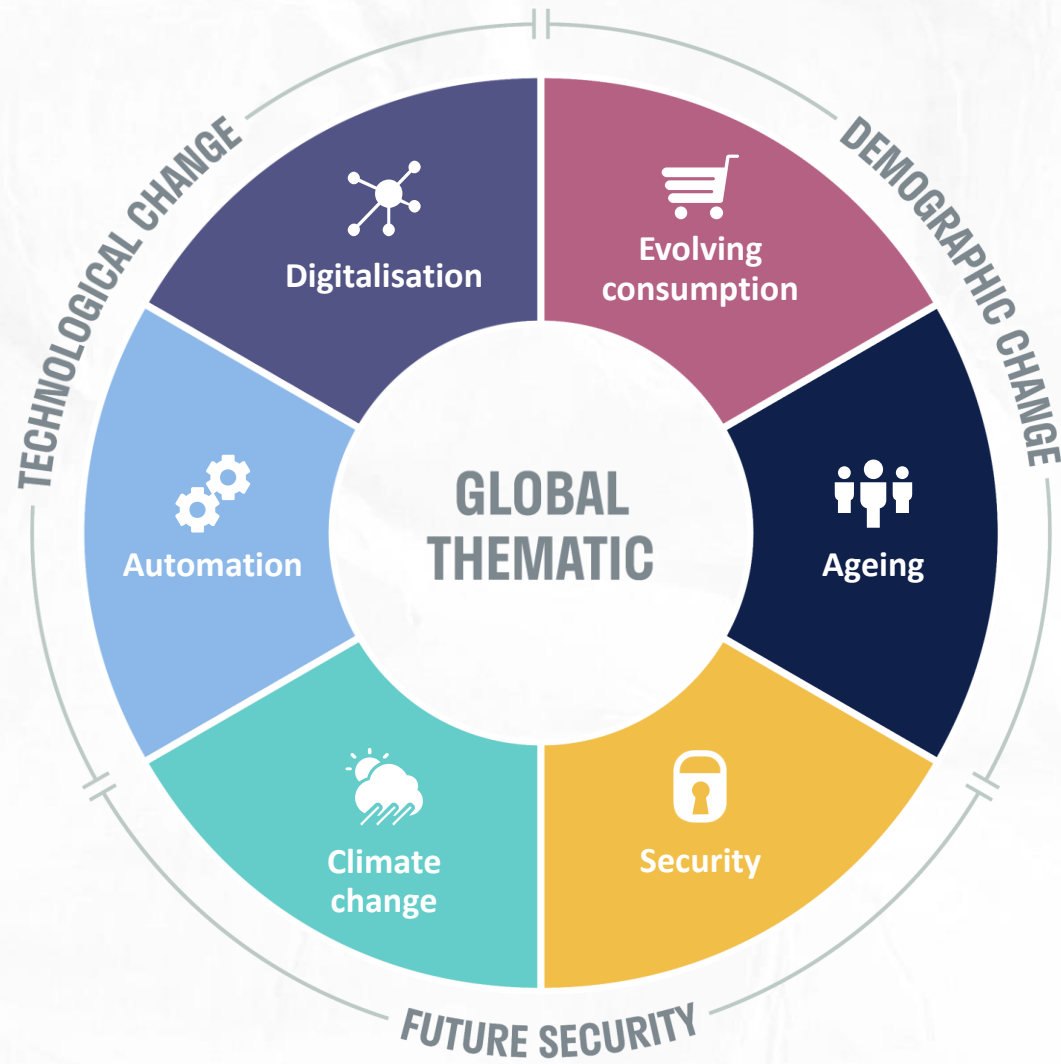 TECHNOLOGICAL CHANGE
DEMOGRAPHIC CHANGE
Digitalisation
Evolving
consumption
GLOBAL
THEMATIC
Automation
Ageing
Climate
change
Security
FUTURE SECURITY